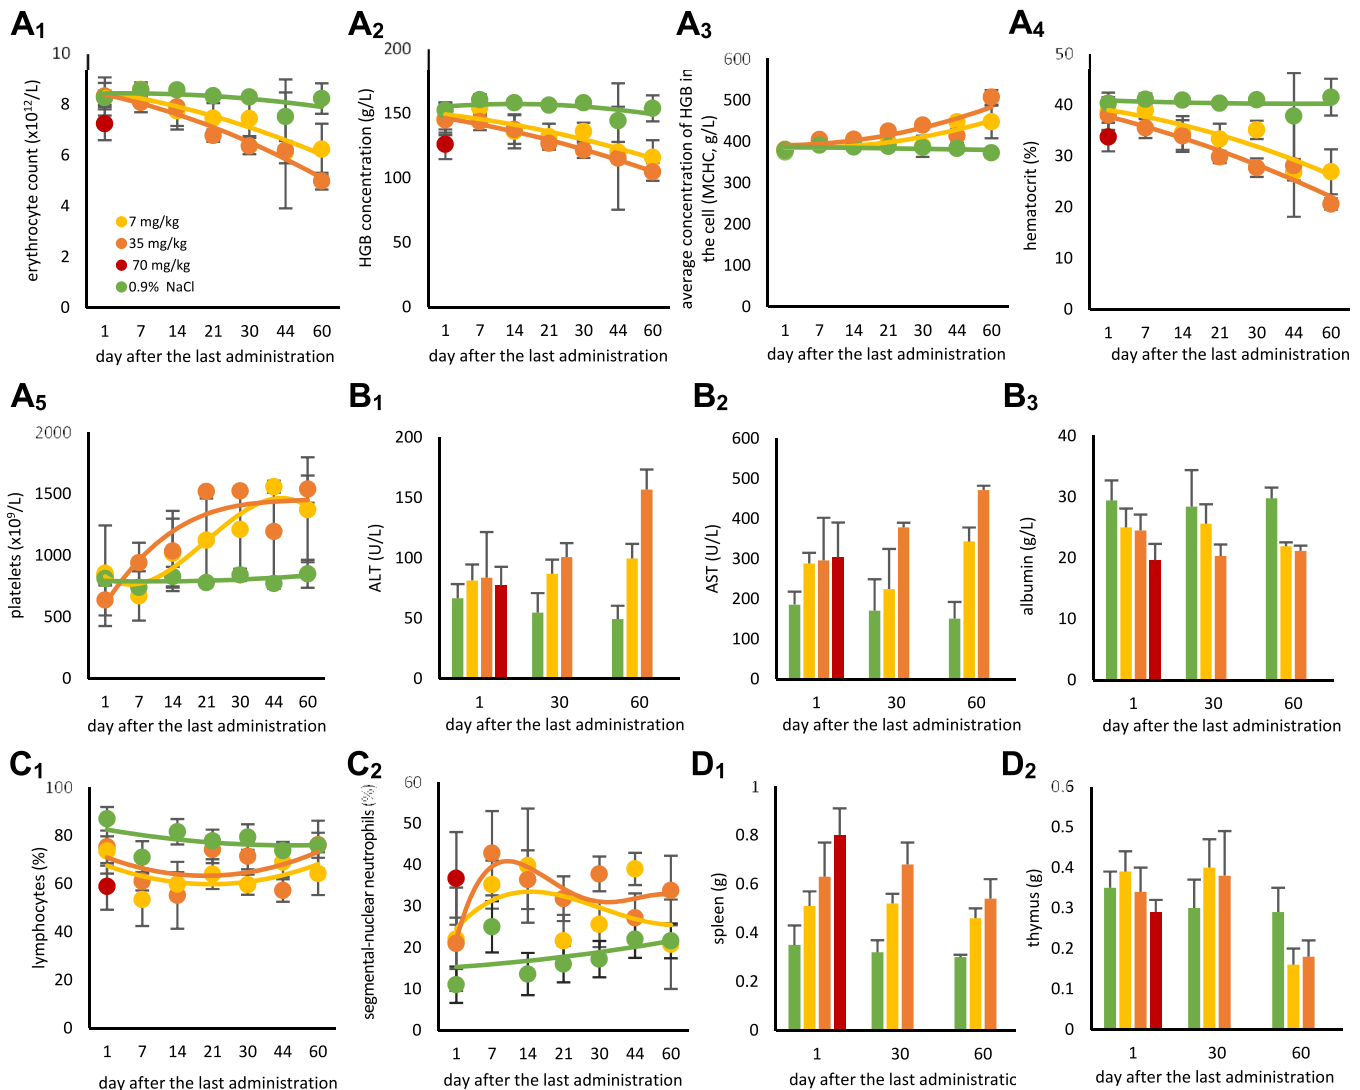 A1
erythrocyte count (x10^12/L)
10
8
6
4
2
0
7 mg/kg
35 mg/kg
70 mg/kg
0.9% NaCl
1 7 14 21 30 44 60
day after the last administration
A2
HGB concentration (g/L)
200
150
100
50
0
1 7 14 21 30 44 60
day after the last administration
A3
average concentration of HGB in
the cell (MCHC, g/L)
600
500
400
300
400
100
0
1 7 14 21 30 44 60
day after the last administration
A4
hematocrit (%)
50
40
30
20
10
0
1 7 14 21 30 44 60
day after the last administration
A5
platelets (x10^9/L)
2000
1500
1000
500
0
1 7 14 21 30 44 60
day after the last administration
B1
ALT (U/L)
200
150
100
50
0
1 30 60
day after the last administration
B2
AST (U/L)
600
500
400
300
200
100
0
1 30 60
day after the last administration
B3
albumin (g/L)
40
30
20
10
0
1 30 60
day after the last administration
C1
lymphocytes (%)
100
80
60
40
20
0
1 7 14 21 30 44 60
day after the last administration
C2
segmental-nuclear neutrophils (%)
60
50
40
30
20
10
0
1 7 14 21 30 44 60
day after the last administration
D1
spleen (g)
1
0.8
0.6
0.4
0.2
0
1 30 60
day after the last administratic
D2
thymus (g)
0.6
0.5
0.4
0.3
0.2
0.1
0
1 30 60
day after the last administration